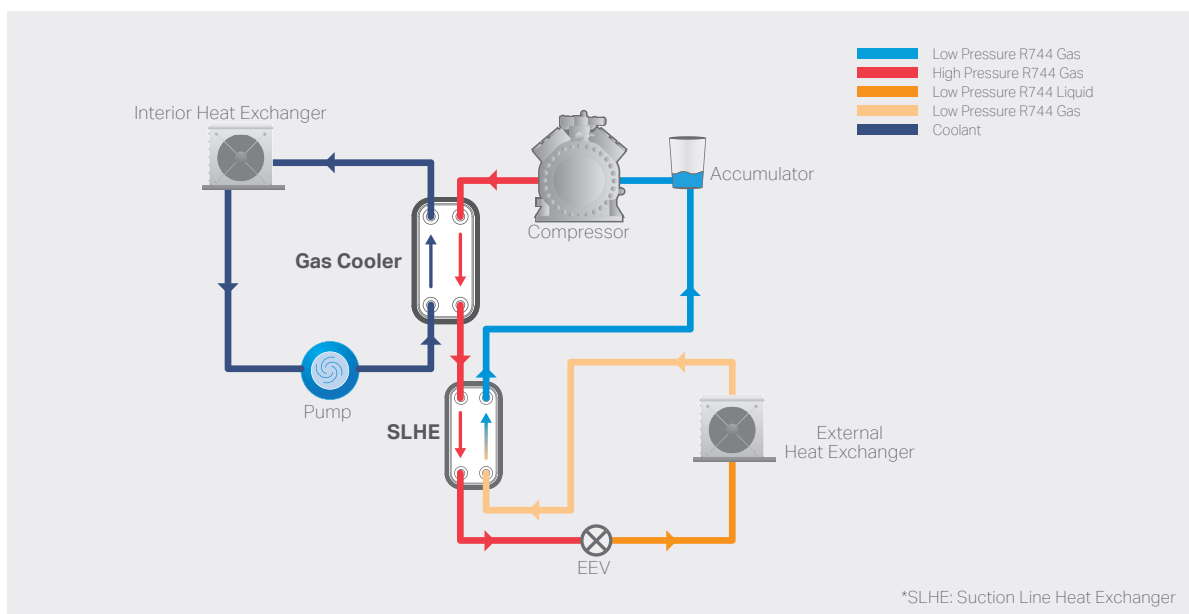 Low Pressure R744 Gas
High Pressure R744 Gas
Low Pressure R744 Liquid
Low Pressure R744 Gas
Coolant
Interior Heat Exchanger
Accumulator
Compressor
Gas Cooler
Pump
SLHE
External
Heat Exchanger
EEV
*SLHE: Suction Line Heat Exchanger